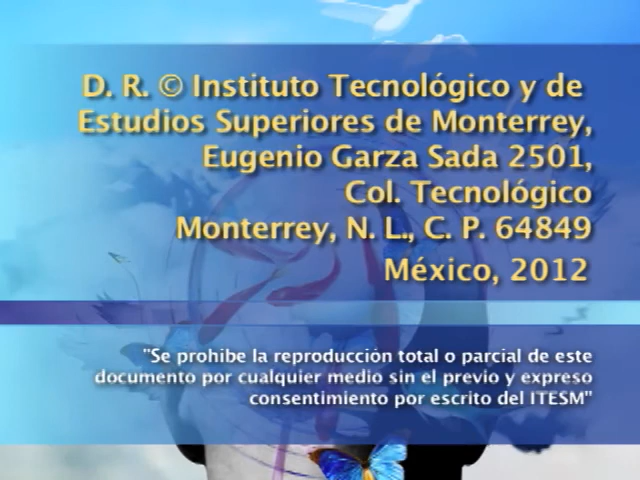 D. R. © Instituto Tecnológico y de
Estudios Superiores de Monterrey,
Eugenio Garza Sada 2501,
Col. Tecnológico
Monterrey, N. L., C. P. 64849
México, 2012
"Se prohibe la reproducción total o parcial de este
documento por cualquier medio sin el previo y expreso
consentimiento por escrito del ITESM"